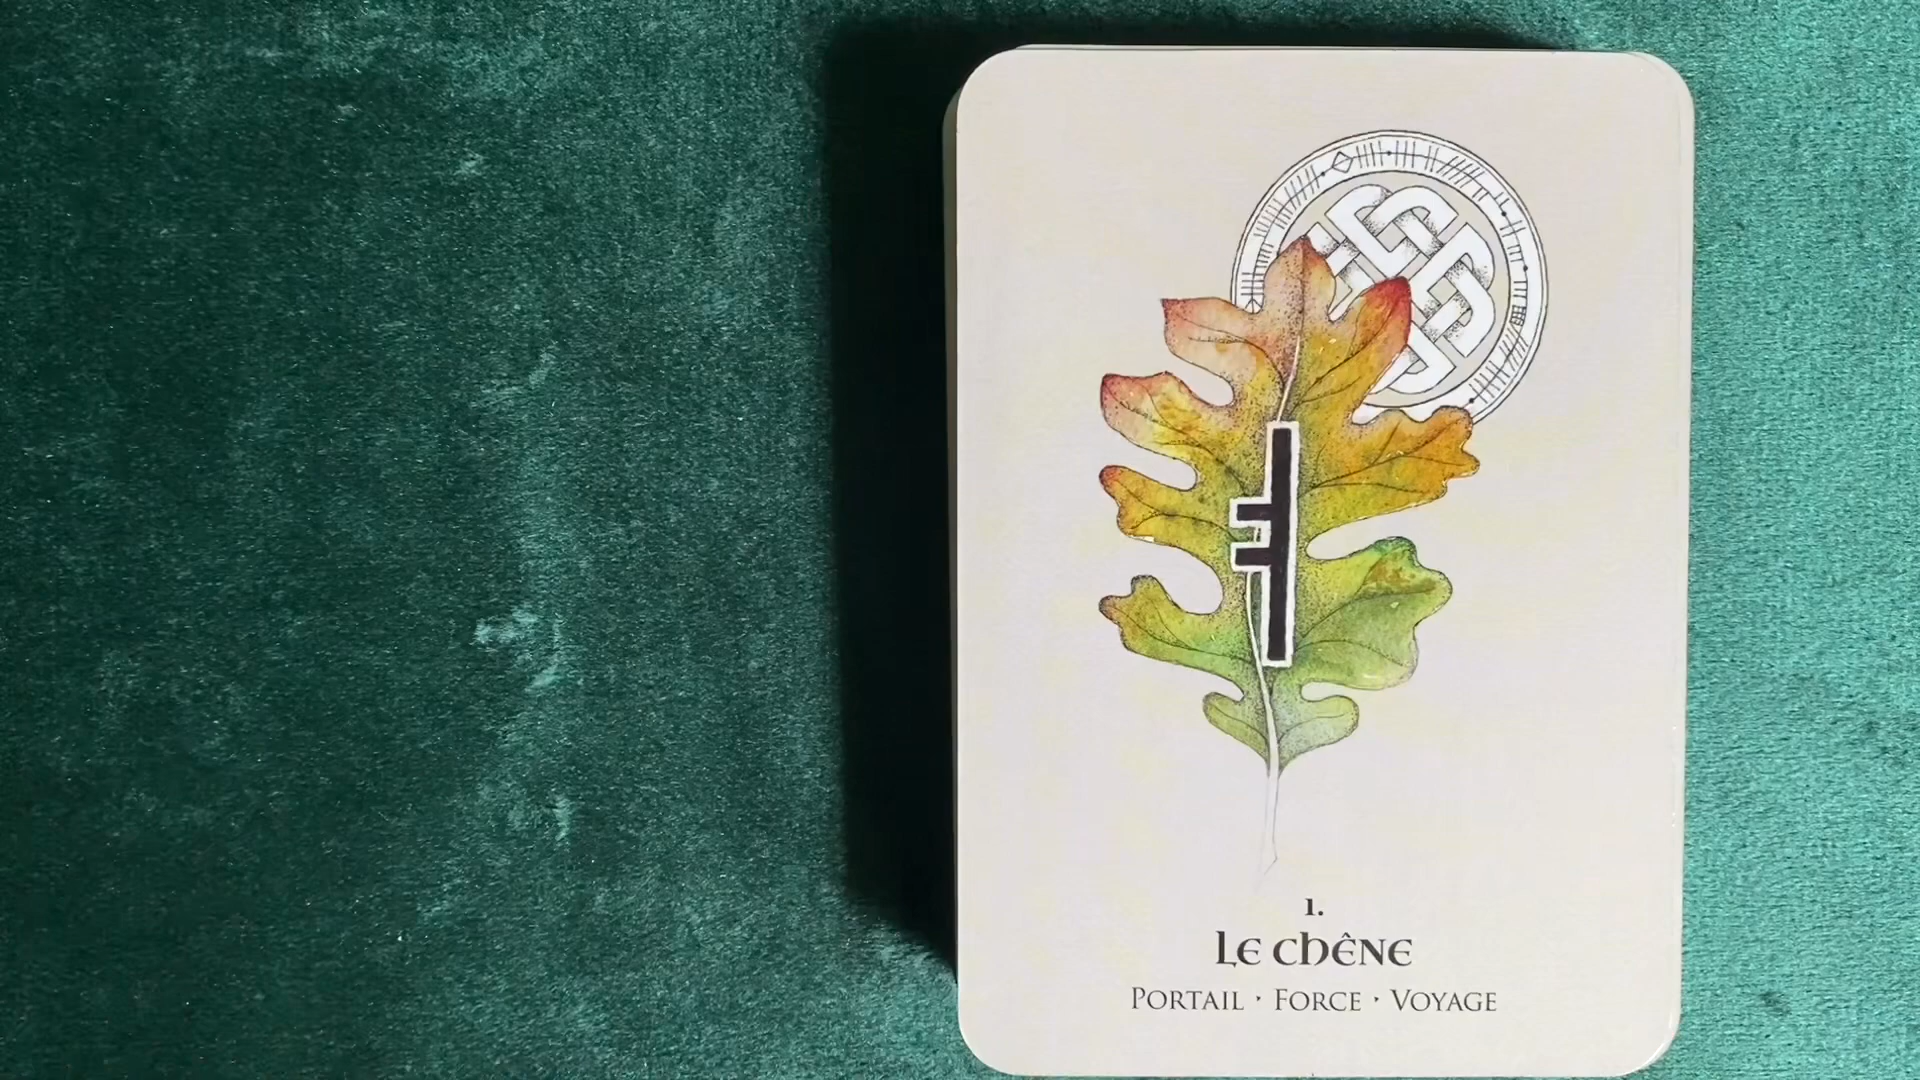 1.
Le chêne
Portail · Force · Voyage